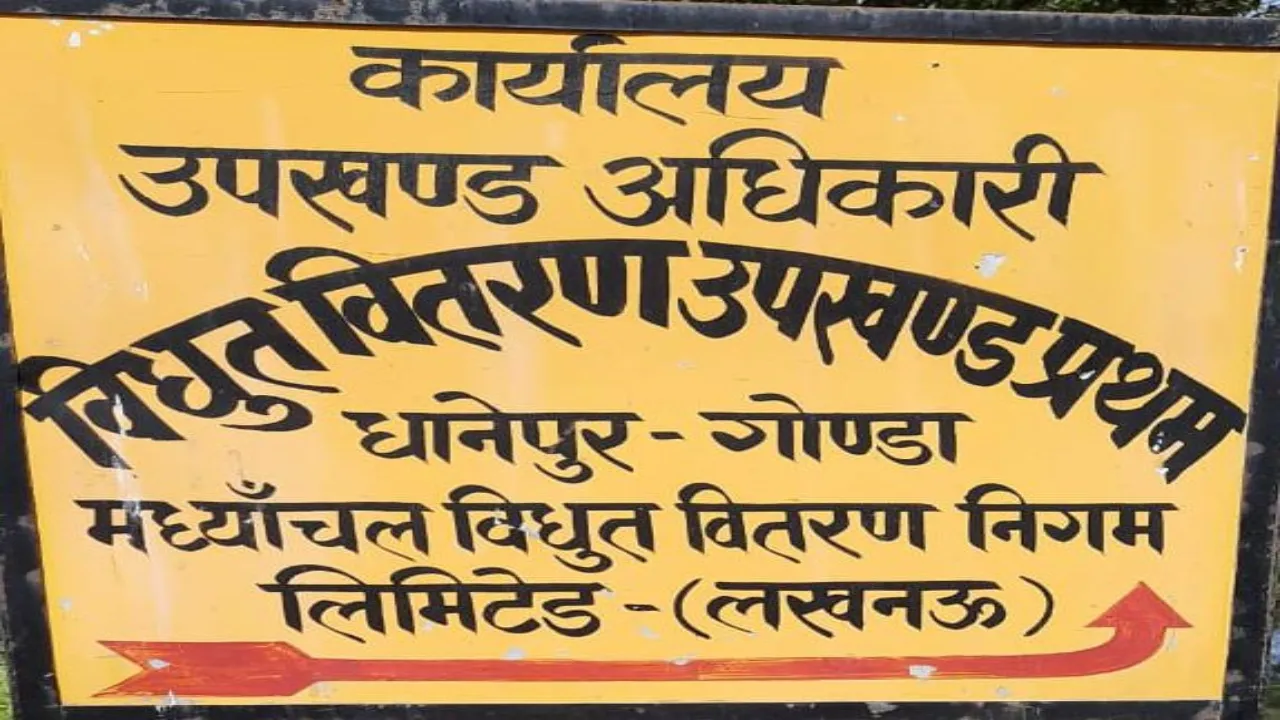 कार्यालय
उपखण्ड अधिकारी
विधुत वितरण उपखण्ड प्रथम
धानेपुर - गोण्डा
मध्याँचल विधुत वितरण निगम
लिमिटेड - (लखनऊ)